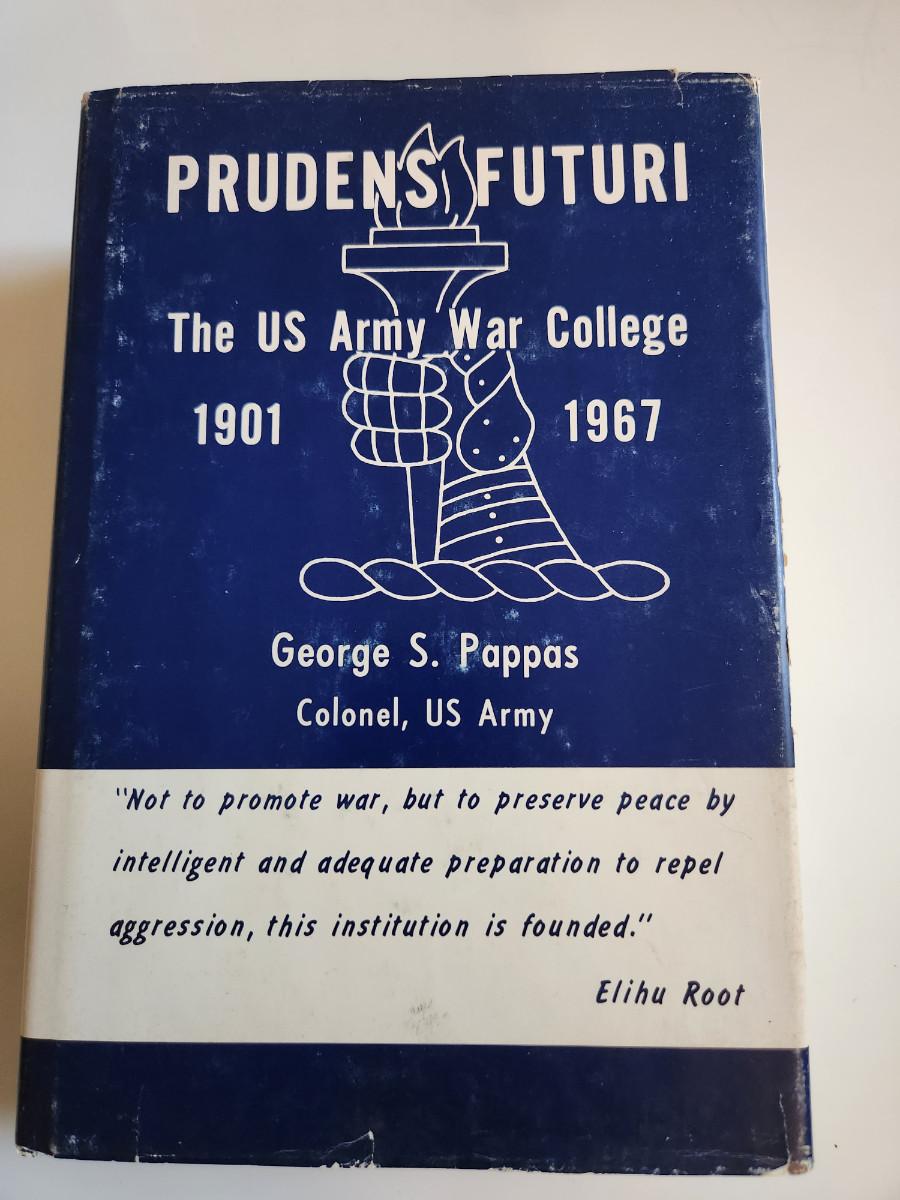 PRUDENS FUTURI
The US Army War College
1901 1967
George S. Pappas
Colonel, US Army
"Not to promote war, but to preserve peace by
intelligent and adequate preparation to repel
aggression, this institution is founded."
Elihu Root